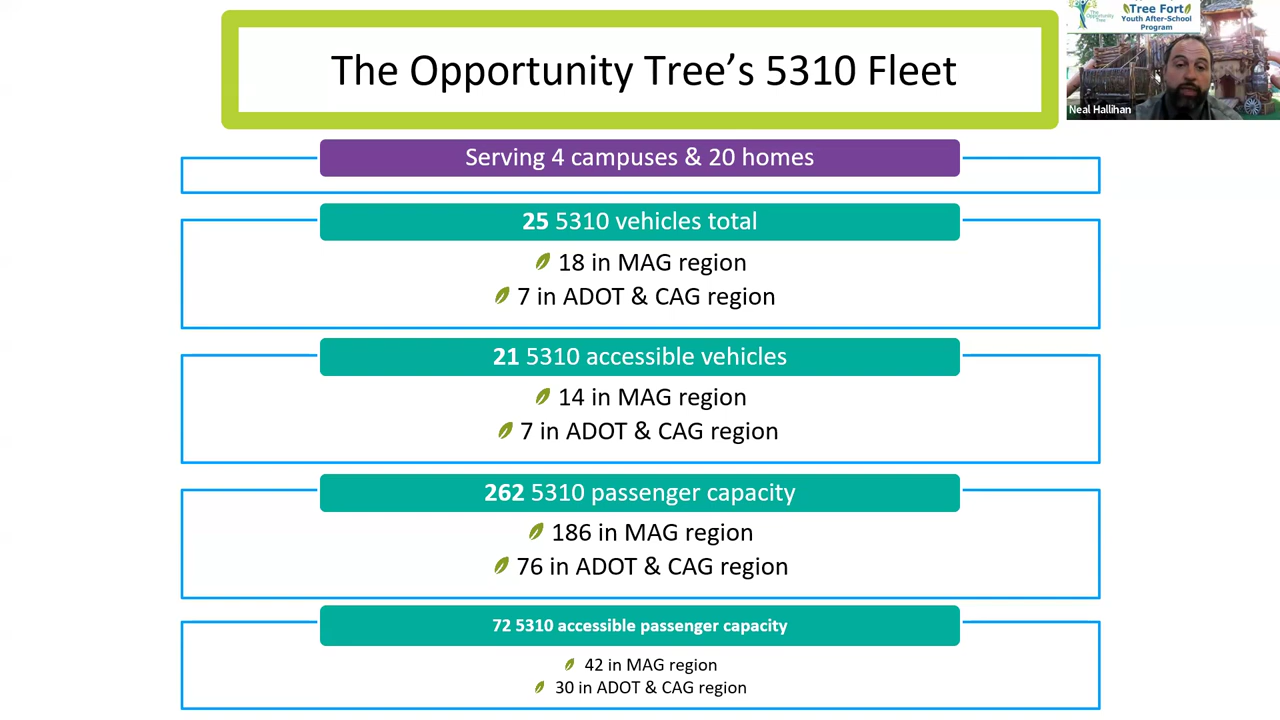 The Opportunity Tree's 5310 Fleet
The Opportunity Tree
Tree Fort
Youth After-School
Program
Neal Hallihan
Serving 4 campuses & 20 homes
25 5310 vehicles total
18 in MAG region
7 in ADOT & CAG region
21 5310 accessible vehicles
14 in MAG region
7 in ADOT & CAG region
262 5310 passenger capacity
186 in MAG region
76 in ADOT & CAG region
72 5310 accessible passenger capacity
42 in MAG region
30 in ADOT & CAG region